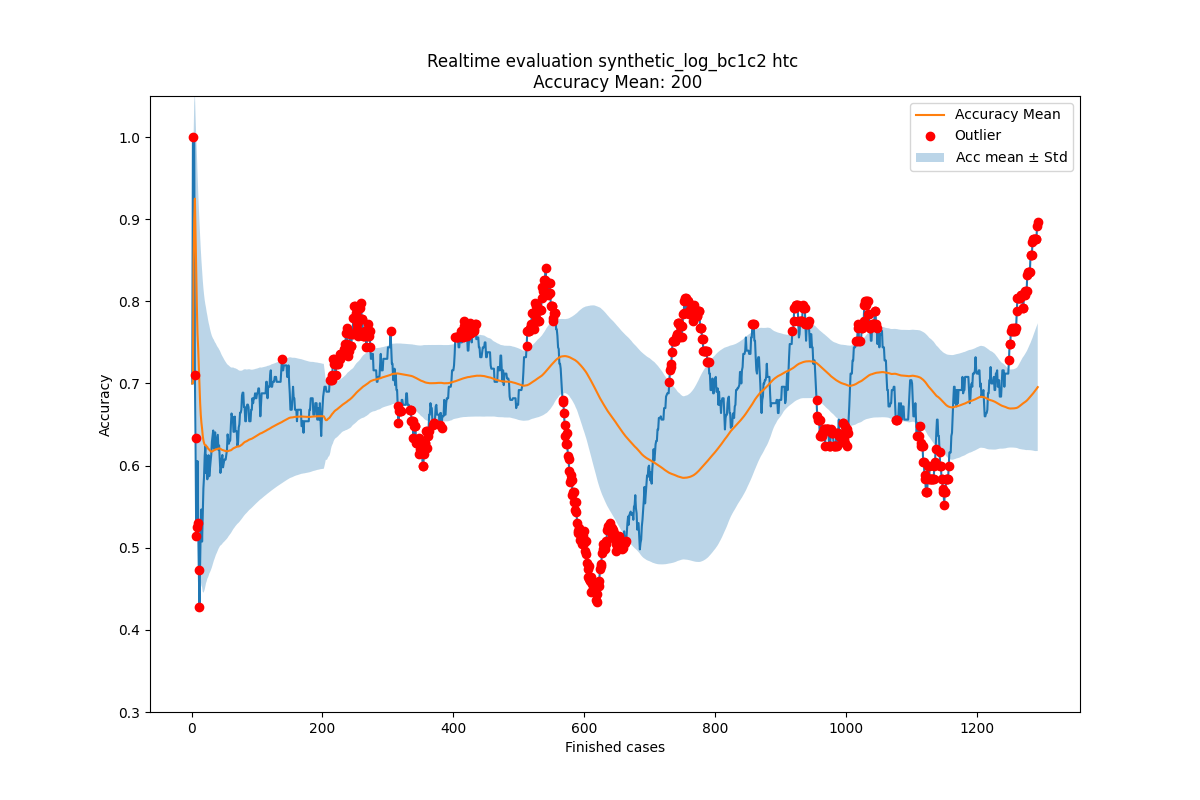 Realtime evaluation synthetic_log_bc1c2 htc
Accuracy Mean: 200
Accuracy Mean
Outlier
Acc mean ± Std
1.0
0.9
0.8
0.7
0.6
0.5
0.4
0.3
Accuracy
0 200 400 600 800 1000 1200
Finished cases